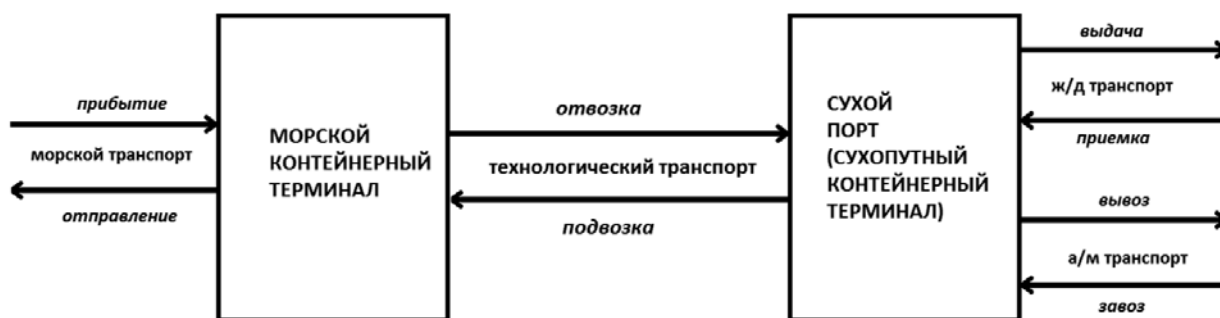 прибытие
морской транспорт
отправление
МОРСКОЙ
КОНТЕЙНЕРНЫЙ
ТЕРМИНАЛ
отвозка
технологический транспорт
подвозка
СУХОЙ
ПОРТ
(СУХОПУТНЫЙ
КОНТЕЙНЕРНЫЙ
ТЕРМИНАЛ)
выдача
ж/д транспорт
приемка
вывоз
а/м транспорт
завоз